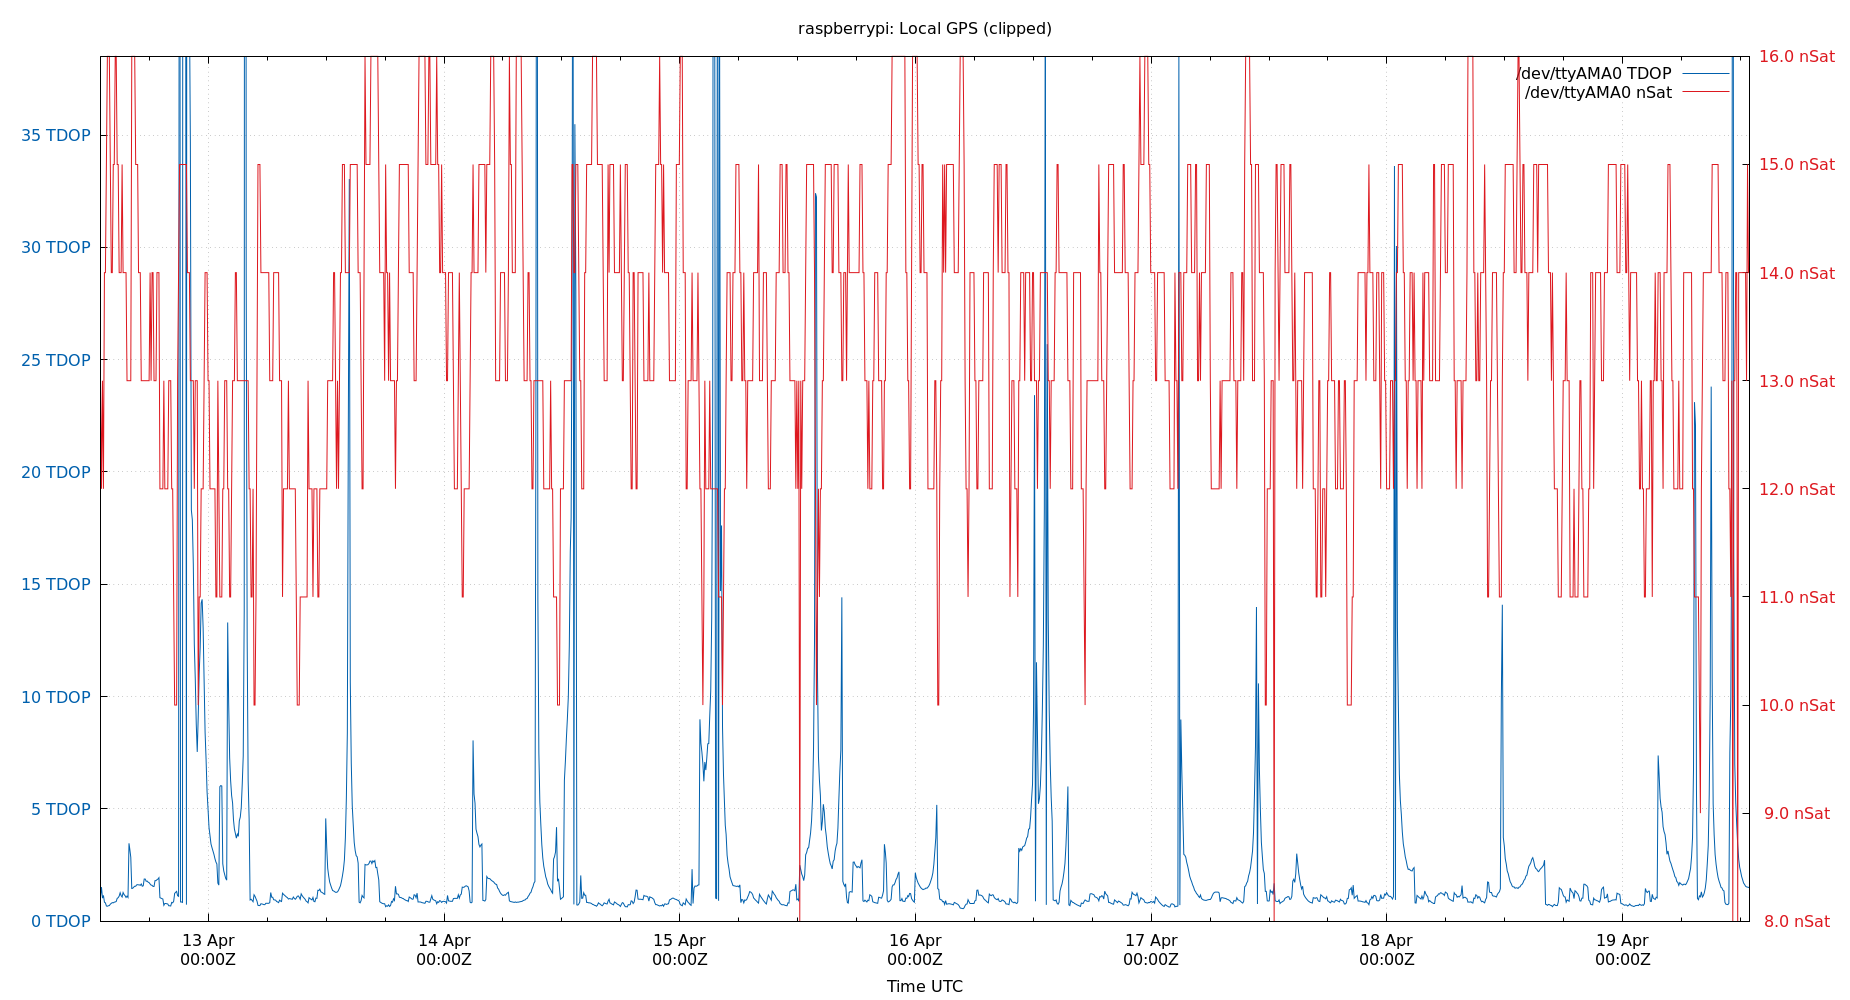 raspberrypi: Local GPS (clipped)
/dev/ttyAMA0 TDOP
/dev/ttyAMA0 nSat
35 TDOP
30 TDOP
25 TDOP
20 TDOP
15 TDOP
10 TDOP
5 TDOP
0 TDOP
16.0 nSat
15.0 nSat
14.0 nSat
13.0 nSat
12.0 nSat
11.0 nSat
10.0 nSat
9.0 nSat
8.0 nSat
13 Apr
00:00Z
14 Apr
00:00Z
15 Apr
00:00Z
16 Apr
00:00Z
17 Apr
00:00Z
18 Apr
00:00Z
19 Apr
00:00Z
Time UTC